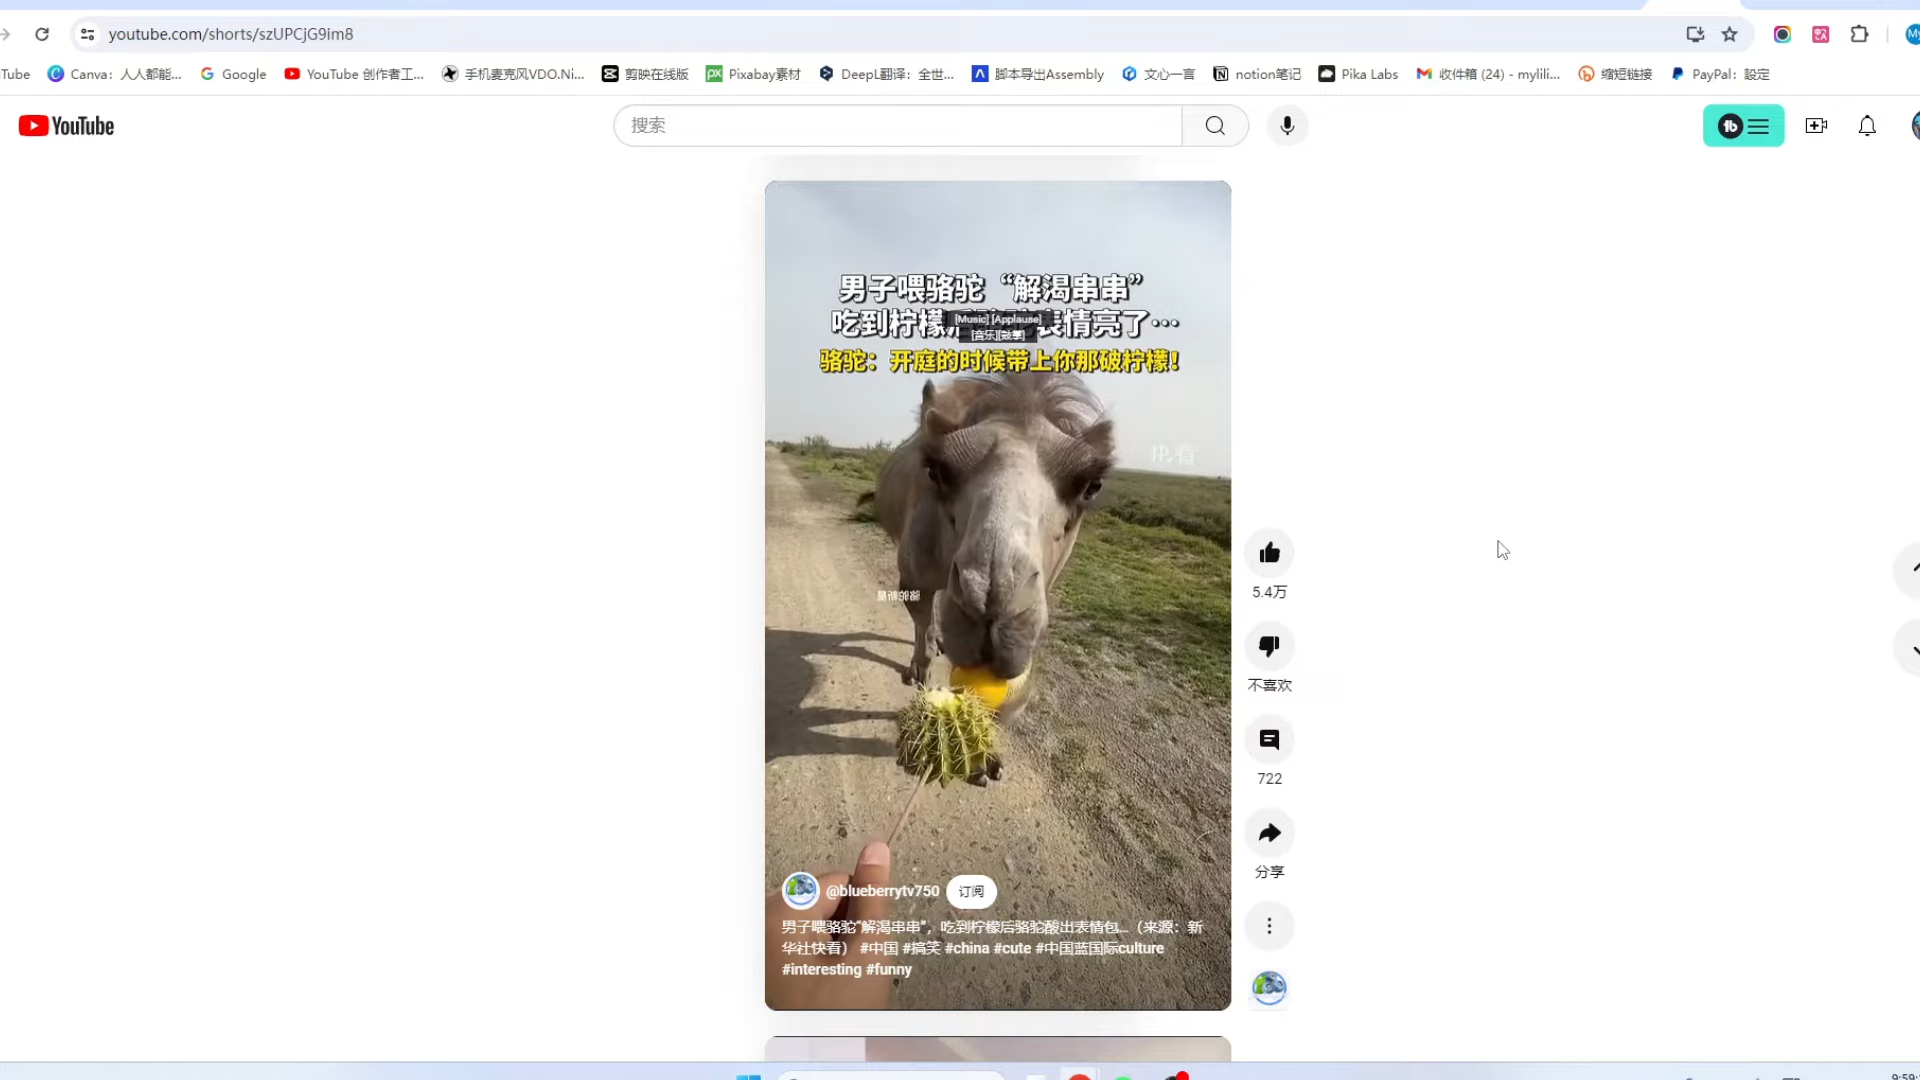 youtube.com/shorts/szUPCjG9im8
Tube
Canva：人人都能...
Google
YouTube 创作者工...
手机麦克风VDO.Ni...
剪映在线版
Pixabay素材
DeepL翻译：全世...
脚本导出Assembly
文心一言
notion笔记
Pika Labs
收件箱 (24) - mylili...
缩短链接
PayPal：設定
YouTube
搜索
男子喂骆驼“解渴串串”
吃到柠檬 表情亮了…
[Music] [Applause]
骆驼：开庭的时候带上你那破柠檬！
5.4万
不喜欢
722
分享
@blueberrytv750
订阅
男子喂骆驼“解渴串串”，吃到柠檬后骆驼酸出表情包...（来源：新
华社快看） #中国 #搞笑 #china #cute #中国蓝国际culture
#interesting #funny